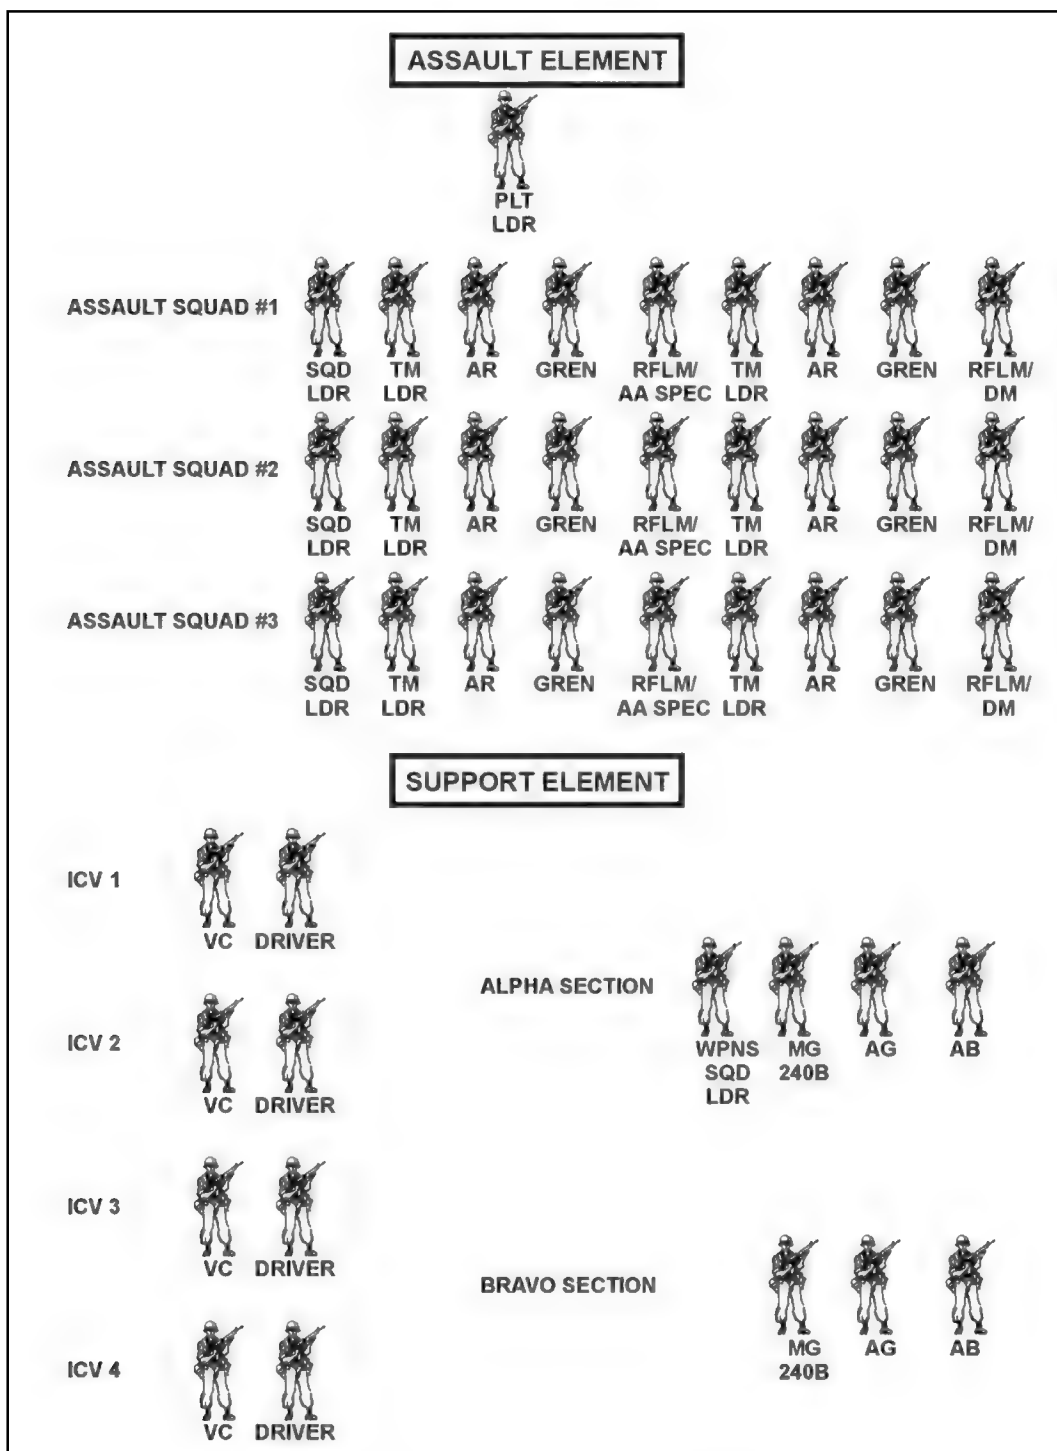 ASSAULT ELEMENT
PLT
LDR
ASSAULT SQUAD #1
SQD TM AR GREN RFLM/ TM AR GREN RFLM/
LDR LDR AA SPEC LDR DM
ASSAULT SQUAD #2
SQD TM AR GREN RFLM/ TM AR GREN RFLM/
LDR LDR AA SPEC LDR DM
ASSAULT SQUAD #3
SQD TM AR GREN RFLM/ TM AR GREN RFLM/
LDR LDR AA SPEC LDR DM
SUPPORT ELEMENT
ICV 1
VC DRIVER
ICV 2
VC DRIVER
ICV 3
VC DRIVER
ICV 4
VC DRIVER
ALPHA SECTION
WPNS MG AG AB
SQD 240B
LDR
BRAVO SECTION
MG AG AB
240B